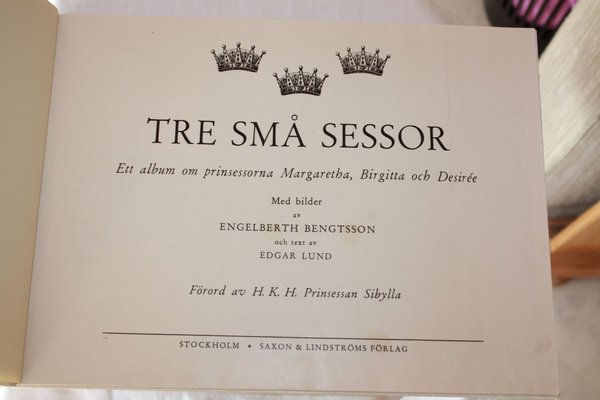 TRE SMÅ SESSOR
Ett album om prinsessorna Margaretha, Birgitta och Desirée
Med bilder
av
ENGELBERTH BENGTSSON
och text av
EDGAR LUND
Förord av H. K. H. Prinsessan Sibylla
STOCKHOLM • SAXON & LINDSTRÖMS FÖRLAG